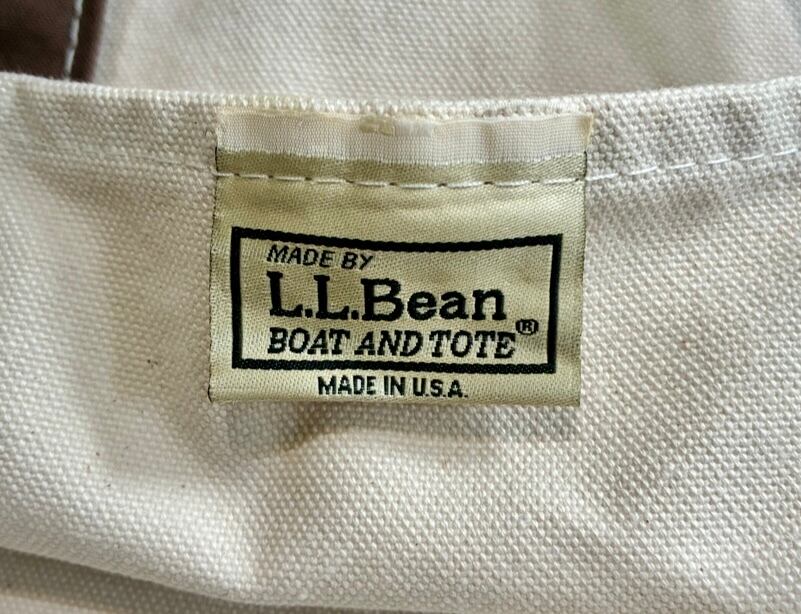 MADE BY
L.L.Bean
BOAT AND TOTE®
MADE IN U.S.A.